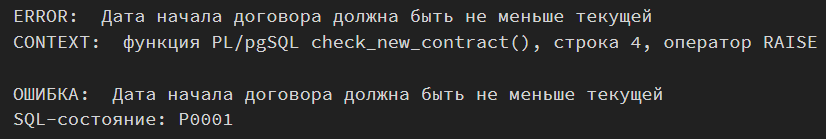 ERROR:  Дата начала договора должна быть не меньше текущей
CONTEXT:  функция PL/pgSQL check_new_contract(), строка 4, оператор RAISE
ОШИБКА:  Дата начала договора должна быть не меньше текущей
SQL-состояние: P0001